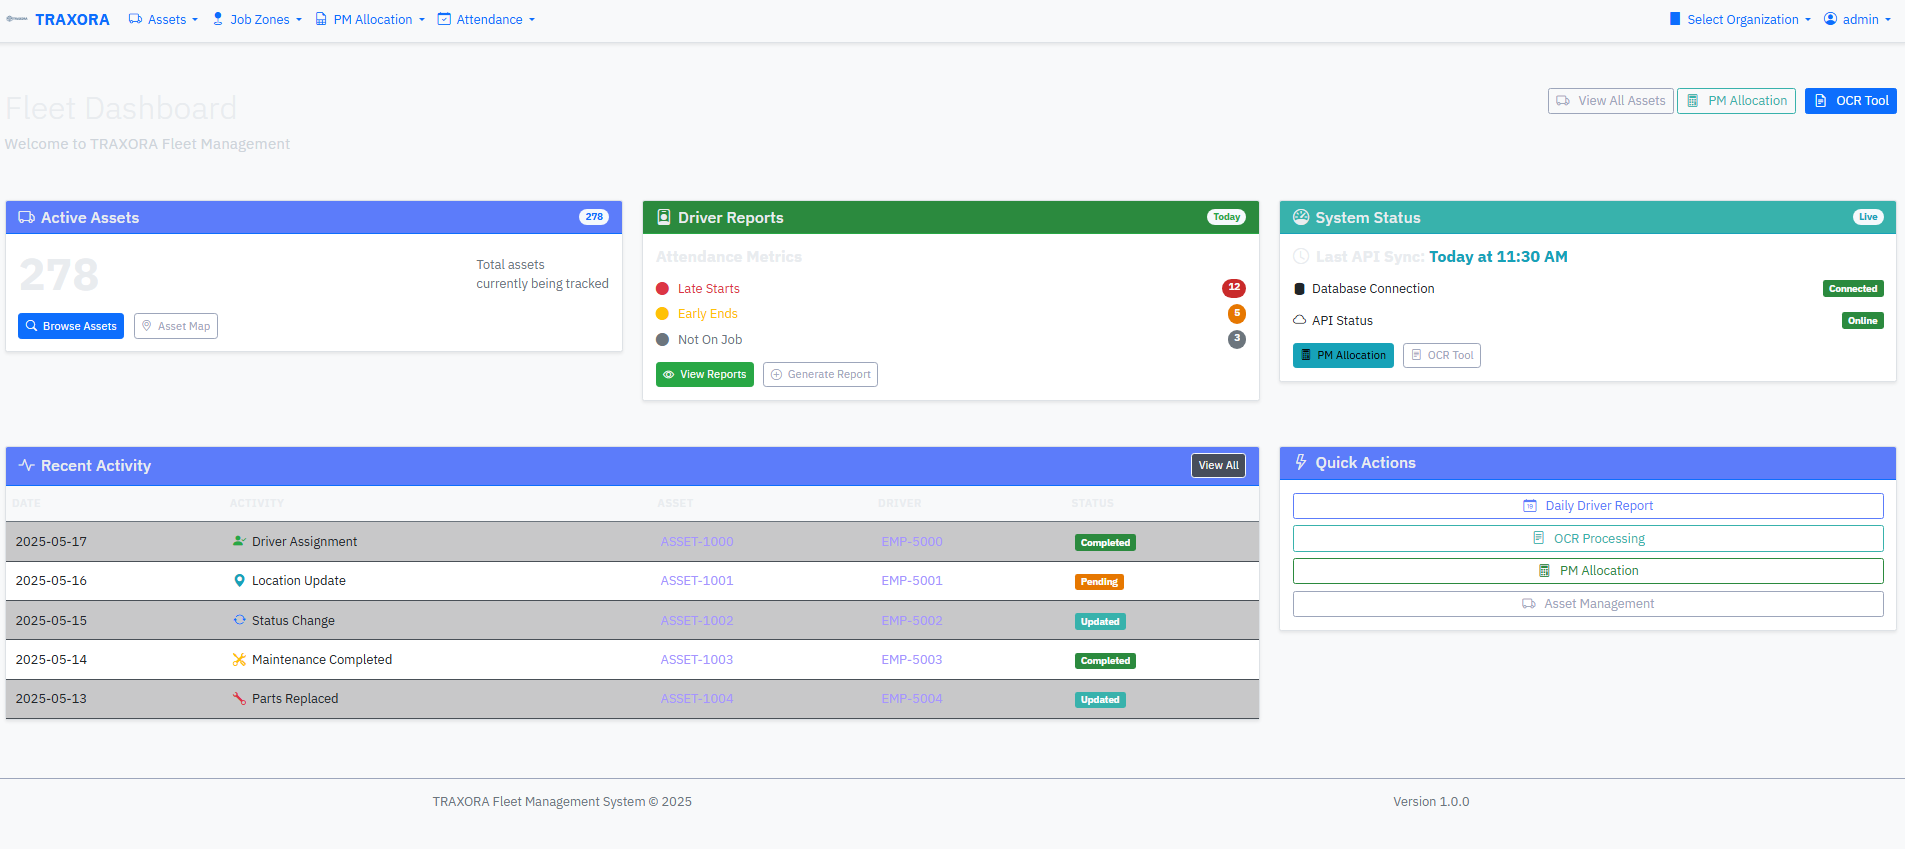 TRAXORA Assets Job Zones PM Allocation Attendance Select Organization admin
Fleet Dashboard
Welcome to TRAXORA Fleet Management
View All Assets PM Allocation OCR Tool
Active Assets 278
278
Total assets
currently being tracked
Browse Assets Asset Map
Driver Reports Today
Attendance Metrics
Late Starts 12
Early Ends 5
Not On Job 3
View Reports Generate Report
System Status Live
Last API Sync: Today at 11:30 AM
Database Connection Connected
API Status Online
PM Allocation OCR Tool
Recent Activity View All
DATE ACTIVITY ASSET DRIVER STATUS
2025-05-17 Driver Assignment ASSET-1000 EMP-5000 Completed
2025-05-16 Location Update ASSET-1001 EMP-5001 Pending
2025-05-15 Status Change ASSET-1002 EMP-5002 Updated
2025-05-14 Maintenance Completed ASSET-1003 EMP-5003 Completed
2025-05-13 Parts Replaced ASSET-1004 EMP-5004 Updated
Quick Actions
Daily Driver Report
OCR Processing
PM Allocation
Asset Management
TRAXORA Fleet Management System © 2025 Version 1.0.0